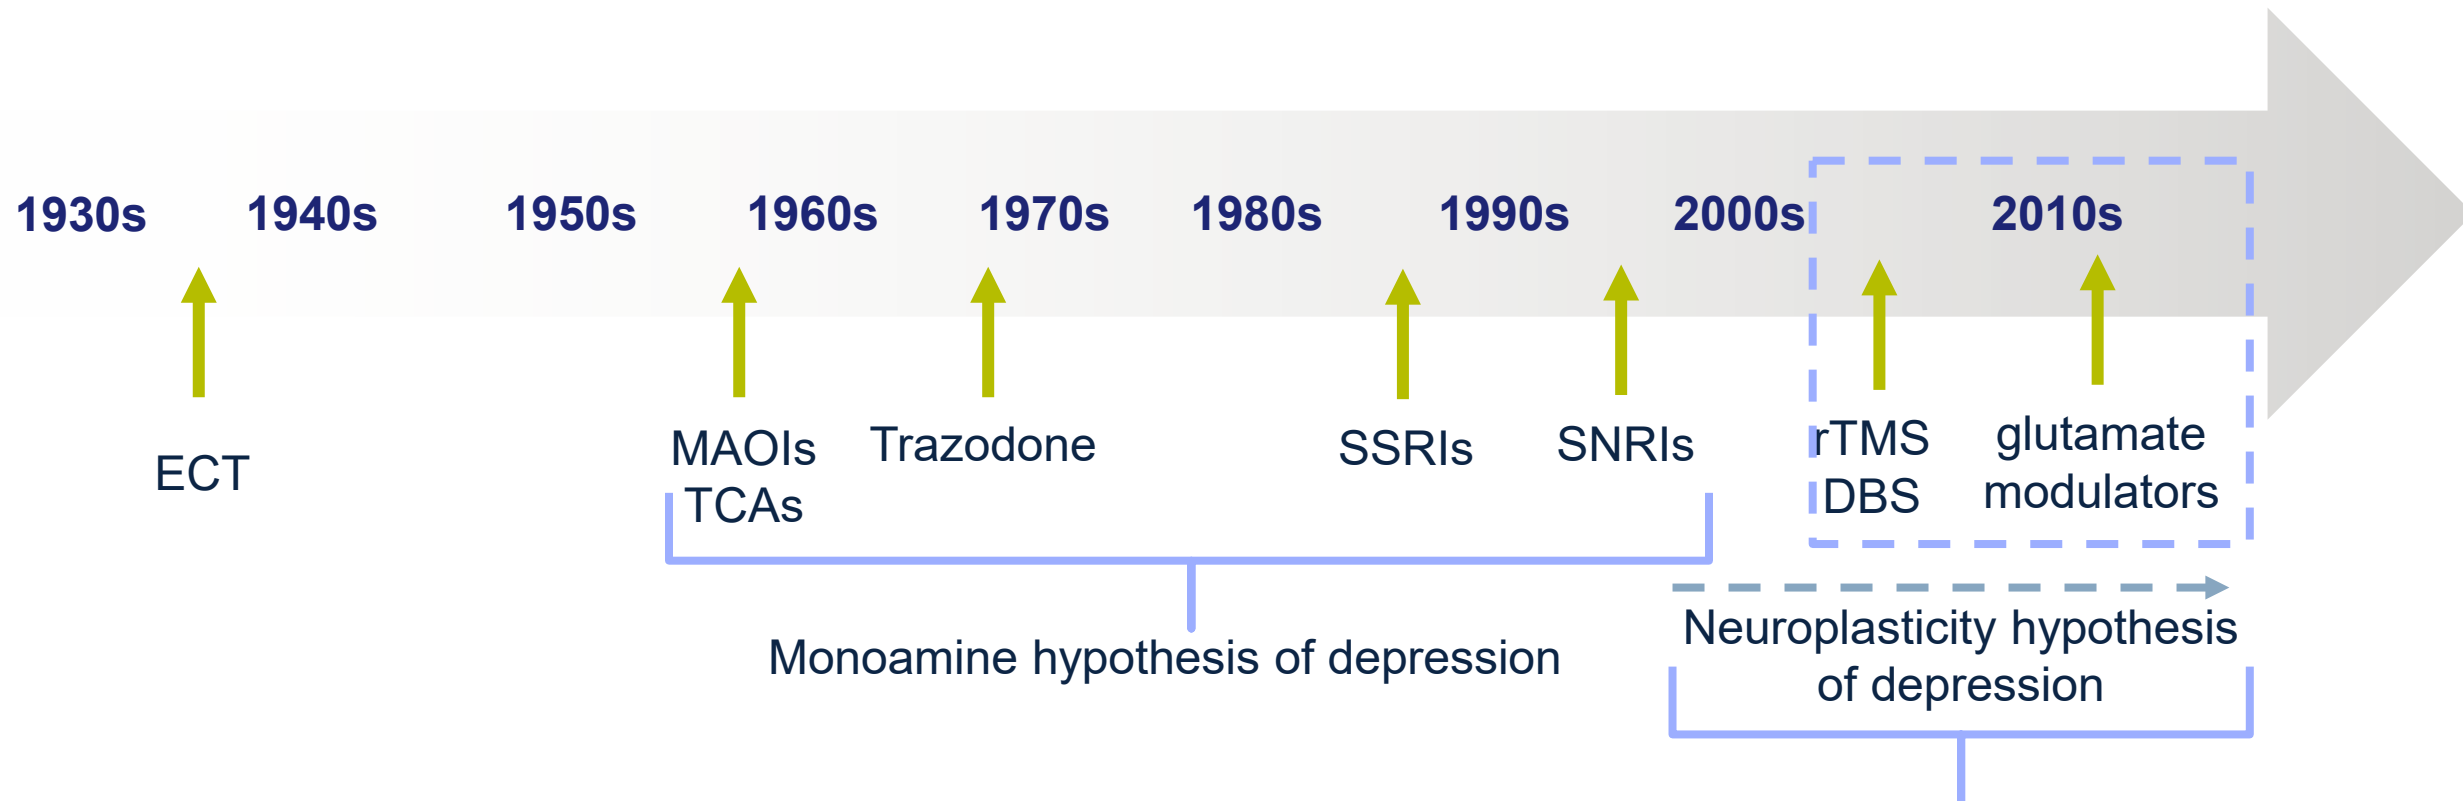 1930s 1940s 1950s 1960s 1970s 1980s 1990s 2000s 2010s
ECT
MAOIs
TCAs
Trazodone
SSRIs
SNRIs
rTMS
DBS
glutamate
modulators
Monoamine hypothesis of depression
Neuroplasticity hypothesis
of depression